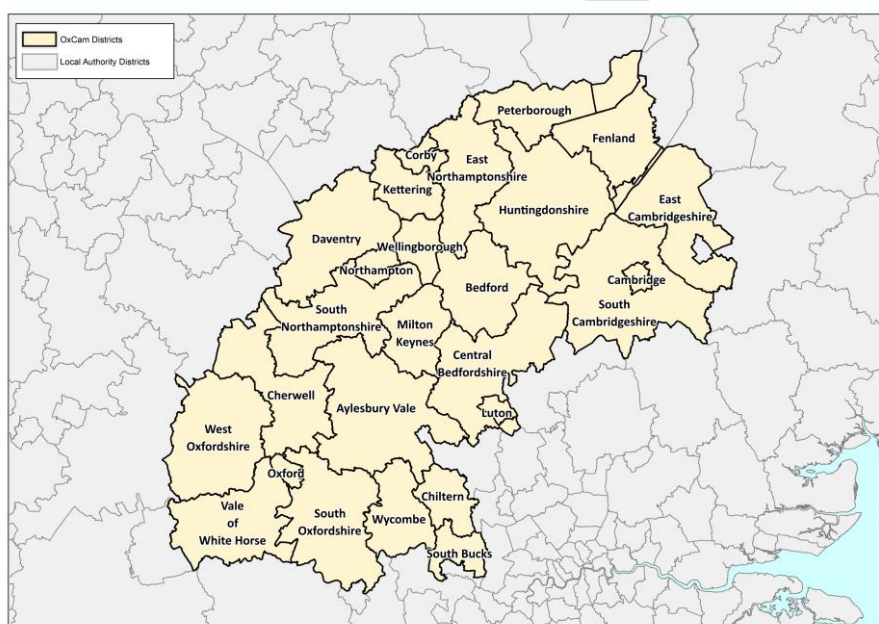 OxCam Districts
Local Authority Districts
Peterborough
Fenland
Corby
East
Northamptonshire
Kettering
Huntingdonshire
East
Cambridgeshire
Daventry
Wellingborough
Northampton
Bedford
Cambridge
South
Cambridgeshire
South
Northamptonshire
Milton
Keynes
Central
Bedfordshire
Cherwell
Aylesbury Vale
Luton
West
Oxfordshire
Oxford
Vale
of
White Horse
South
Oxfordshire
Wycombe
Chiltern
South Bucks